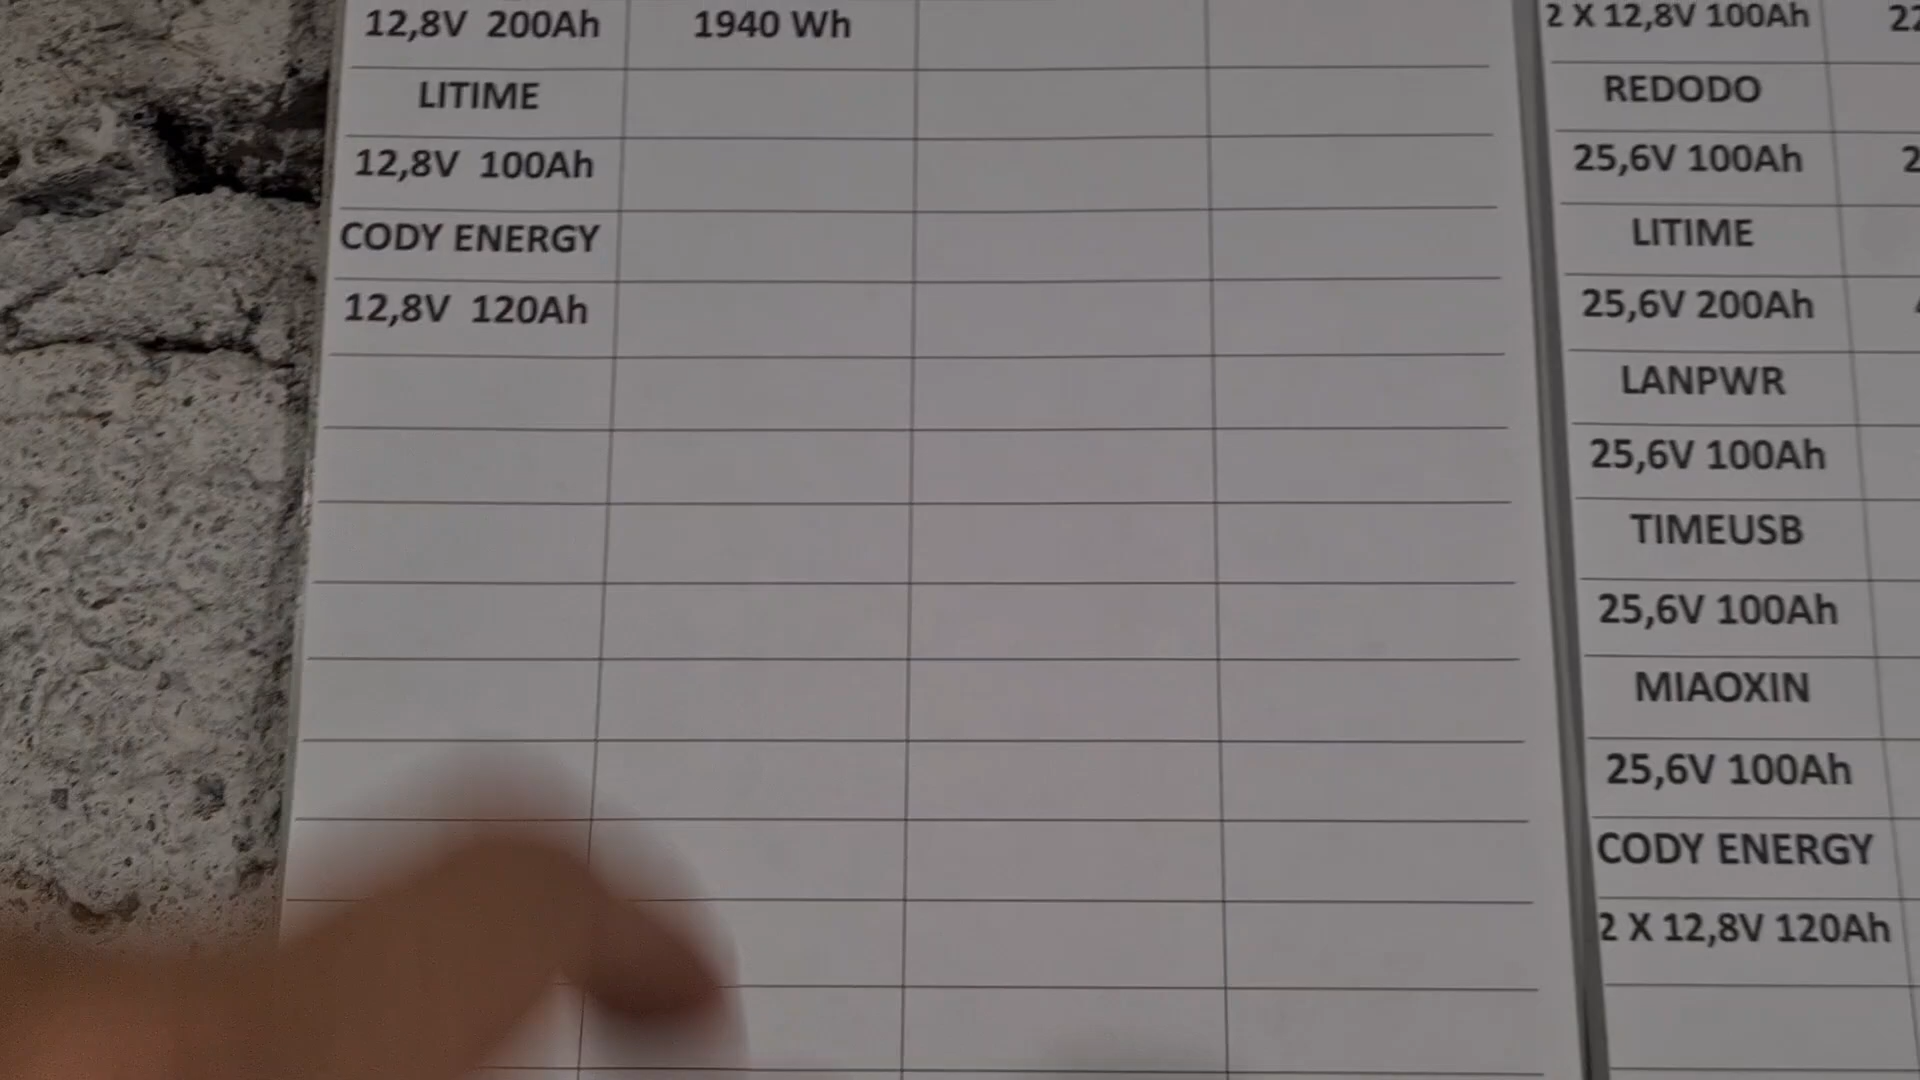 12,8V 200Ah 1940 Wh
LITIME
12,8V 100Ah
CODY ENERGY
12,8V 120Ah
2 X 12,8V 100Ah
REDODO
25,6V 100Ah
LITIME
25,6V 200Ah
LANPWR
25,6V 100Ah
TIMEUSB
25,6V 100Ah
MIAOXIN
25,6V 100Ah
CODY ENERGY
2 X 12,8V 120Ah